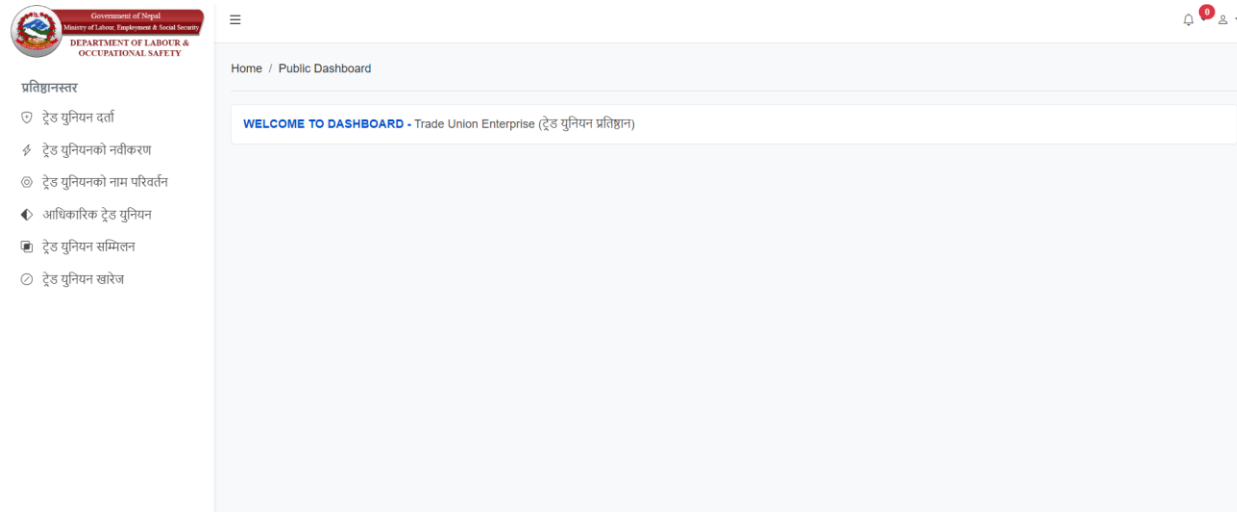 Government of Nepal
Ministry of Labour, Employment & Social Security
DEPARTMENT OF LABOUR &
OCCUPATIONAL SAFETY
0
Home / Public Dashboard
प्रतिष्ठानस्तर
ट्रेड युनियन दर्ता
WELCOME TO DASHBOARD - Trade Union Enterprise (ट्रेड युनियन प्रतिष्ठान)
ट्रेड युनियनको नवीकरण
ट्रेड युनियनको नाम परिवर्तन
आधिकारिक ट्रेड युनियन
ट्रेड युनियन सम्मिलन
ट्रेड युनियन खारेज